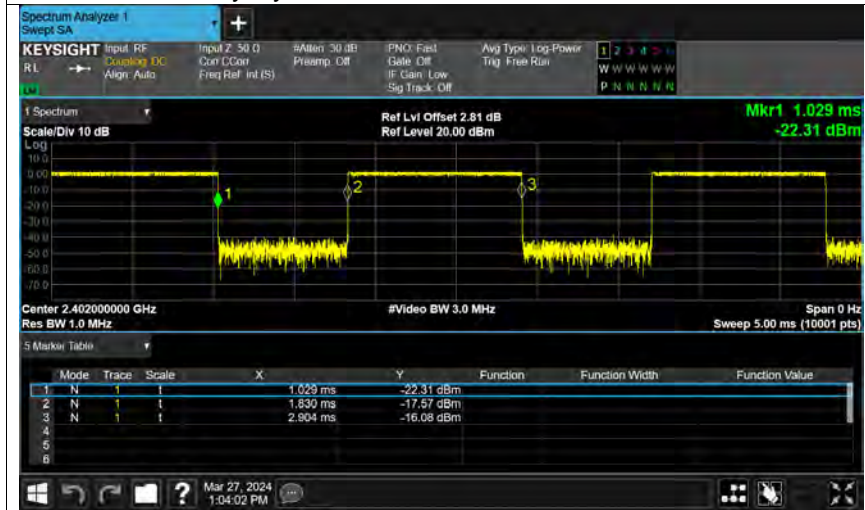 Spectrum Analyzer 1
Swept SA
+
KEYSIGHT Input: RF Input Z: 50 Ω #Atten: 30 dB PNO: Fast Avg Type: Log-Power 1 2 3 4 5 6
RL Coupling: DC Corr CCorr Preamp: Off Gate: Off Trig: Free Run W W W W W W
Align: Auto Freq Ref: Int (S) IF Gain: Low P N N N N N
Sig Track: Off
1 Spectrum
Scale/Div 10 dB Ref Lvl Offset 2.81 dB Mkr1 1.029 ms
Ref Level 20.00 dBm -22.31 dBm
Log
10.0
0.00
-10.0
-20.0
-30.0
-40.0
-50.0
-60.0
-70.0
1
2
3
Center 2.402000000 GHz #Video BW 3.0 MHz Span 0 Hz
Res BW 1.0 MHz Sweep 5.00 ms (10001 pts)
5 Marker Table
Mode Trace Scale X Y Function Function Width Function Value
1 N 1 t 1.029 ms -22.31 dBm
2 N 1 t 1.830 ms -17.57 dBm
3 N 1 t 2.904 ms -16.08 dBm
4
5
6
? Mar 27, 2024
1:04:02 PM